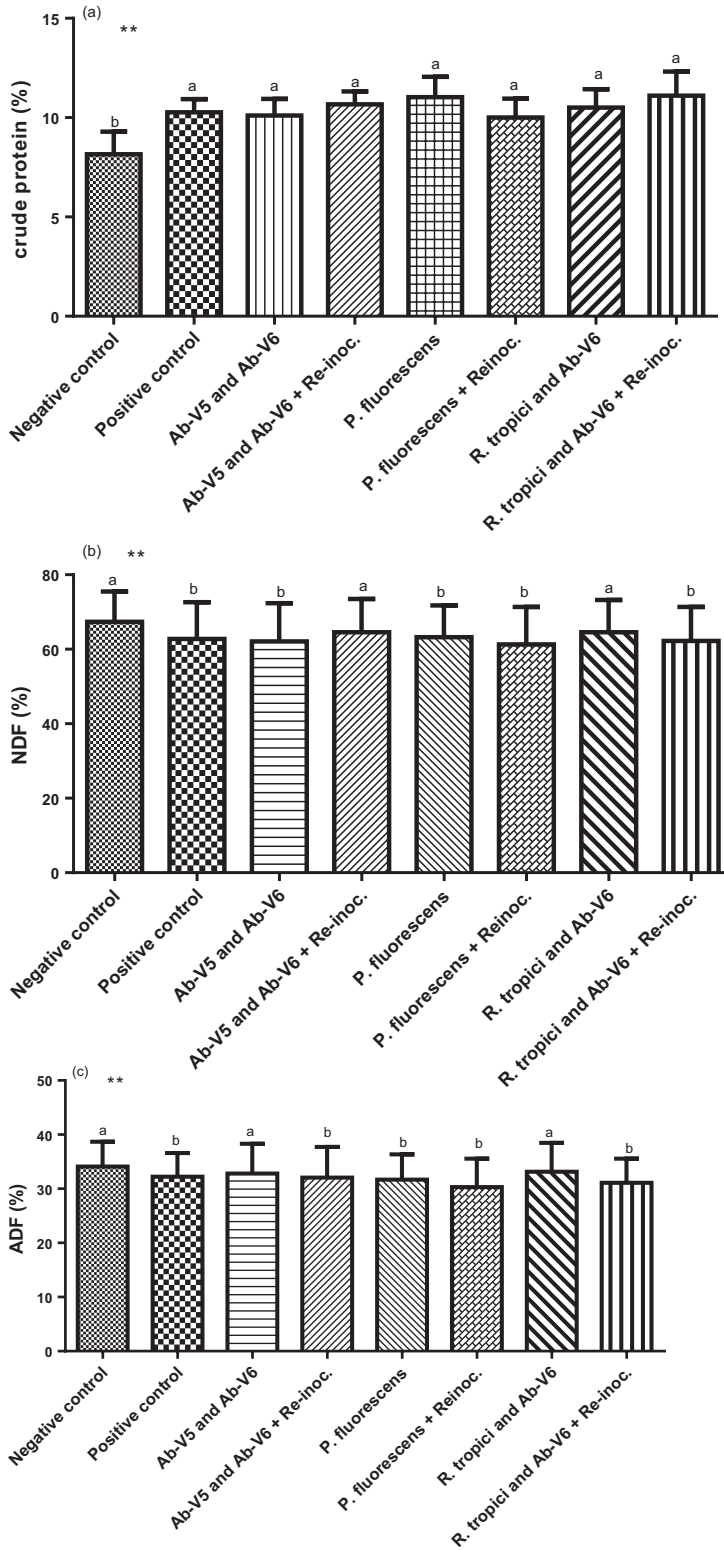 (a)
**
15
10
5
0
crude protein (%)
b
a
a
a
a
a
a
a
Negative control
Positive control
Ab-V5 and Ab-V6
Ab-V5 and Ab-V6 + Re-inoc.
P. fluorescens
P. fluorescens + Reinoc.
R. tropici and Ab-V6
R. tropici and Ab-V6 + Re-inoc.
(b)
**
80
60
40
20
0
NDF (%)
a
b
b
a
b
b
a
b
Negative control
Positive control
Ab-V5 and Ab-V6
Ab-V5 and Ab-V6 + Re-inoc.
P. fluorescens
P. fluorescens + Reinoc.
R. tropici and Ab-V6
R. tropici and Ab-V6 + Re-inoc.
(c)
**
50
40
30
20
10
0
ADF (%)
a
b
a
b
b
b
a
b
Negative control
Positive control
Ab-V5 and Ab-V6
Ab-V5 and Ab-V6 + Re-inoc.
P. fluorescens
P. fluorescens + Reinoc.
R. tropici and Ab-V6
R. tropici and Ab-V6 + Re-inoc.